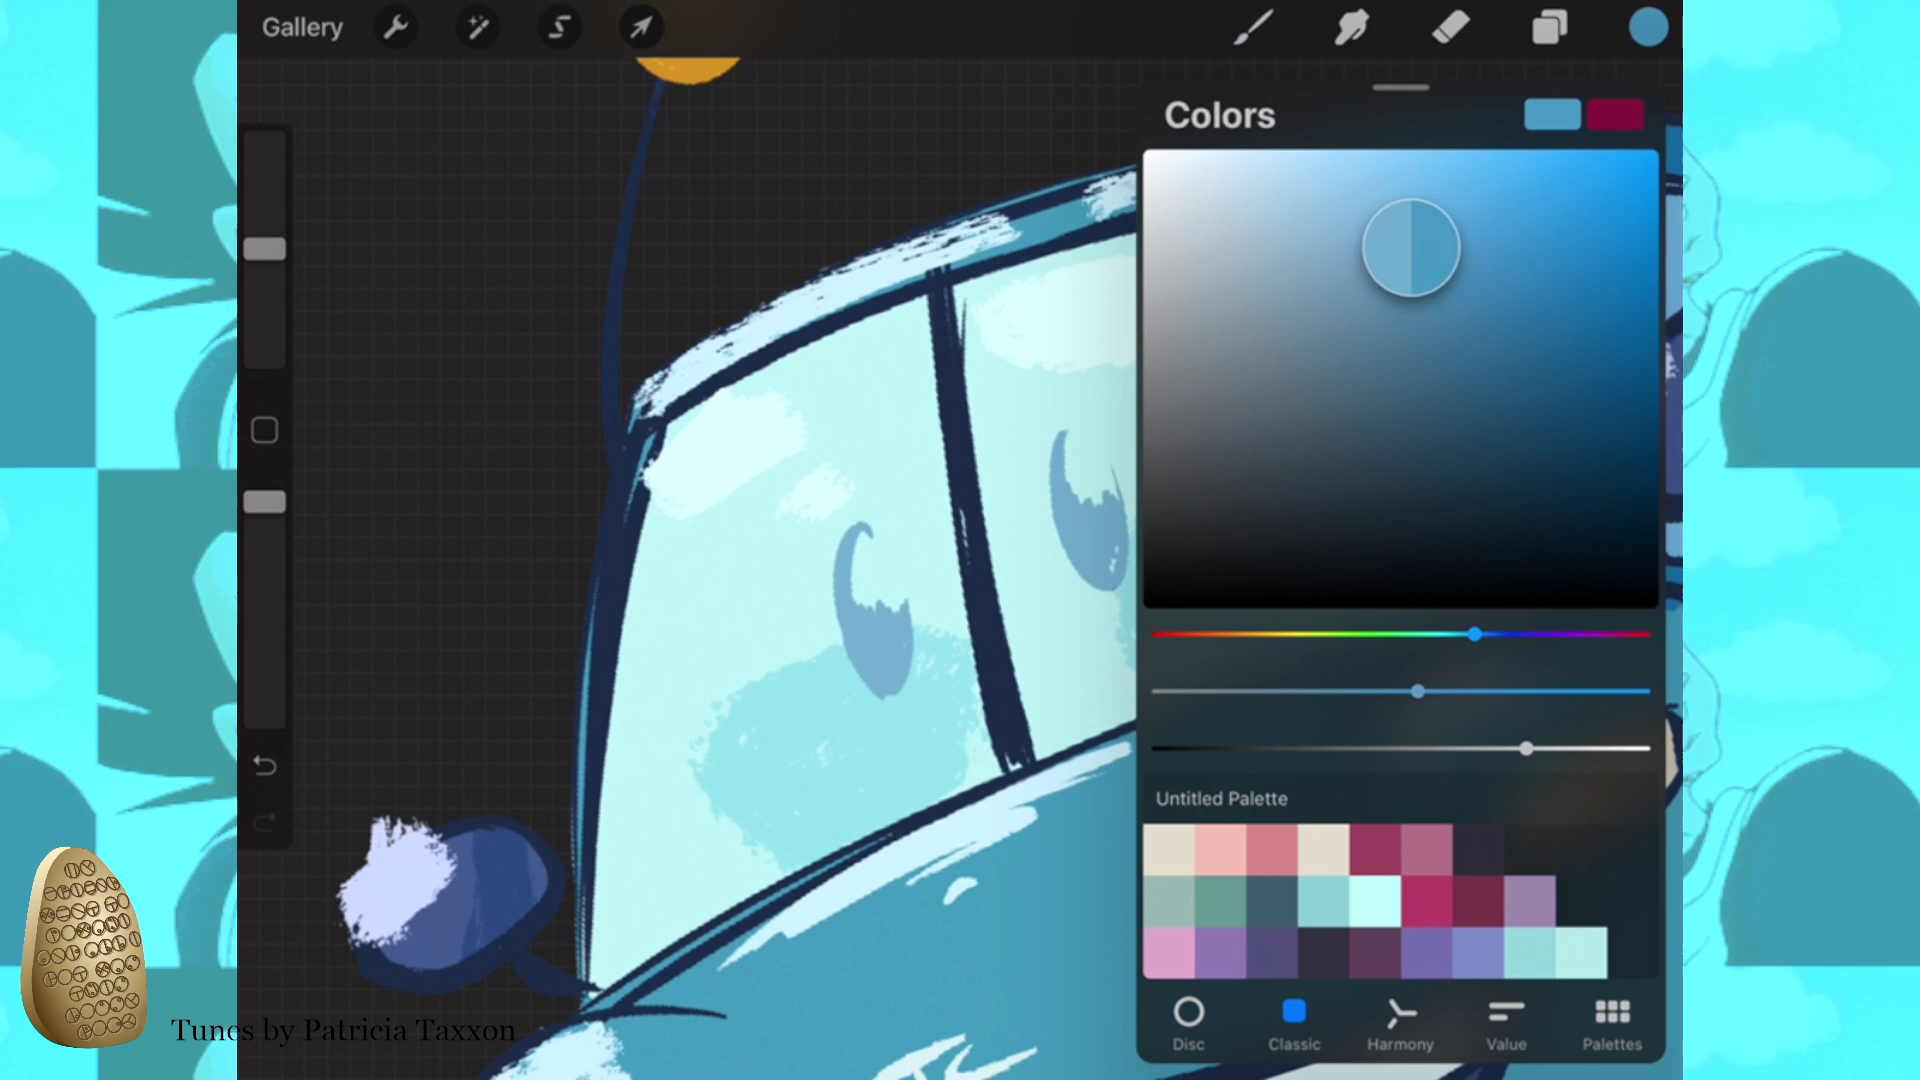 Gallery
Colors
Untitled Palette
Disc
Classic
Harmony
Value
Palettes
Tunes by Patricia Taxxon